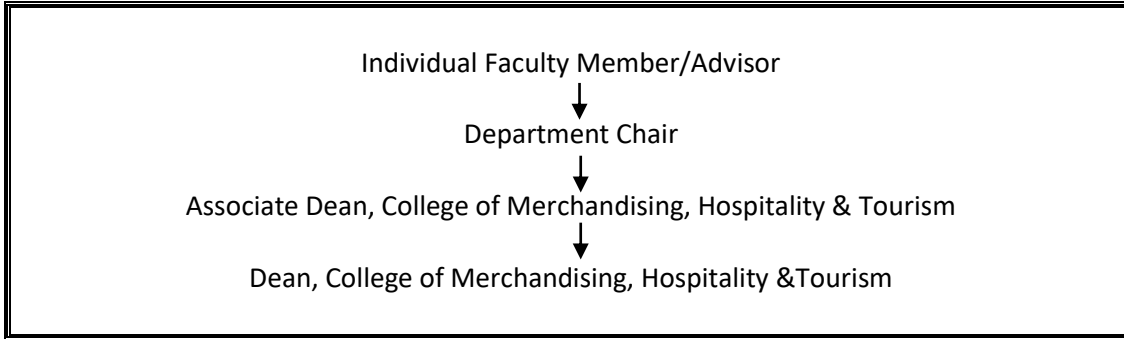 Individual Faculty Member/Advisor
Department Chair
Associate Dean, College of Merchandising, Hospitality & Tourism
Dean, College of Merchandising, Hospitality &Tourism